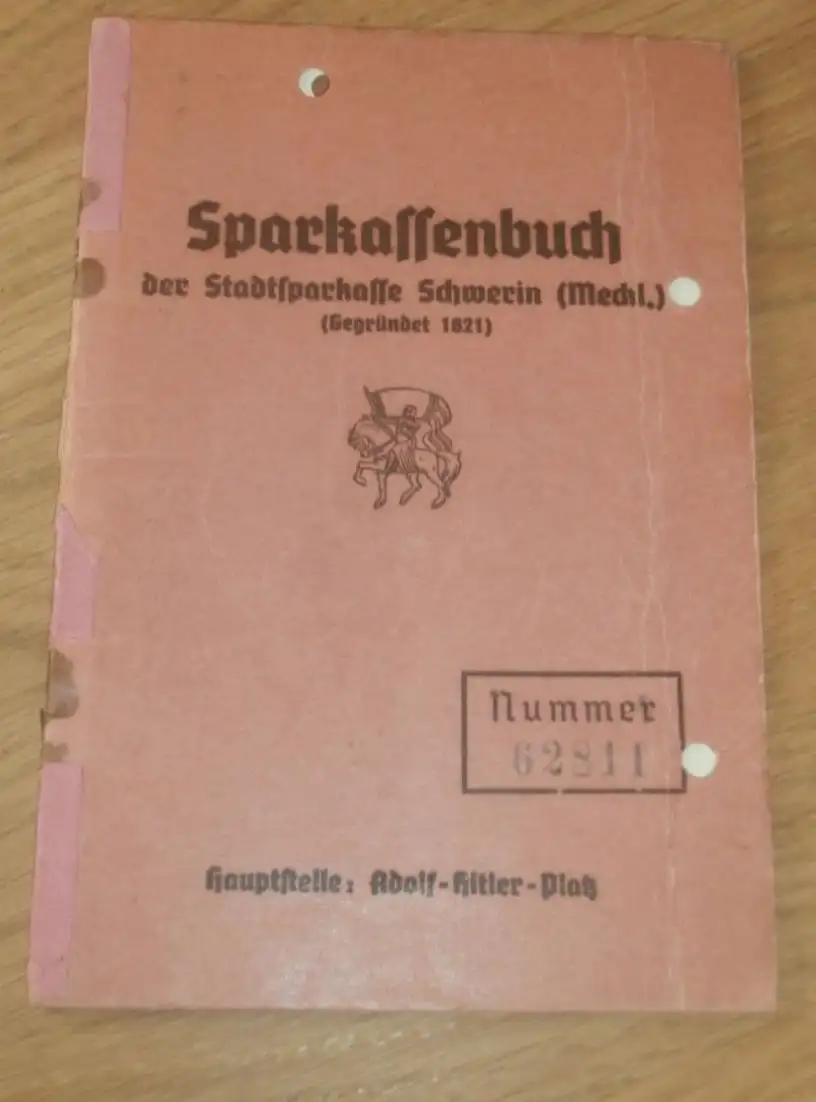 Sparkaſſenbuch
der Stadtſparkaſſe Schwerin (Meckl.)
(Gegründet 1821)
Nummer
62811
Hauptſtelle: Adolf-Hitler-Platz